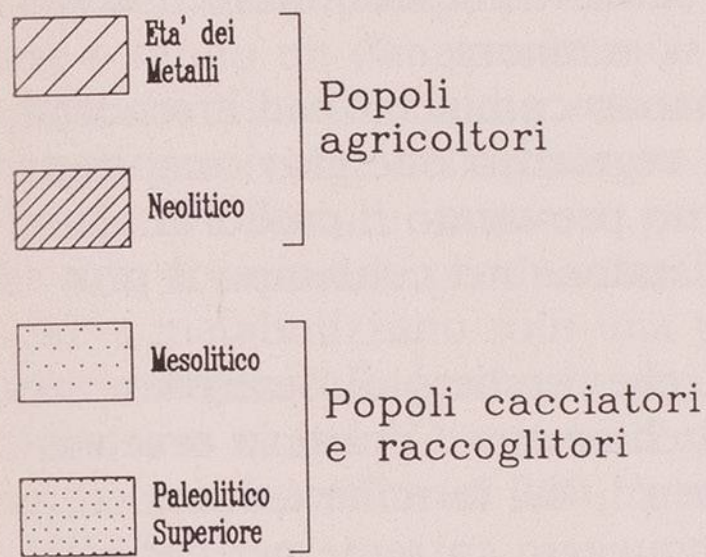 Eta' dei
Metalli
Popoli
agricoltori
Neolitico
Mesolitico
Popoli cacciatori
e raccoglitori
Paleolitico
Superiore